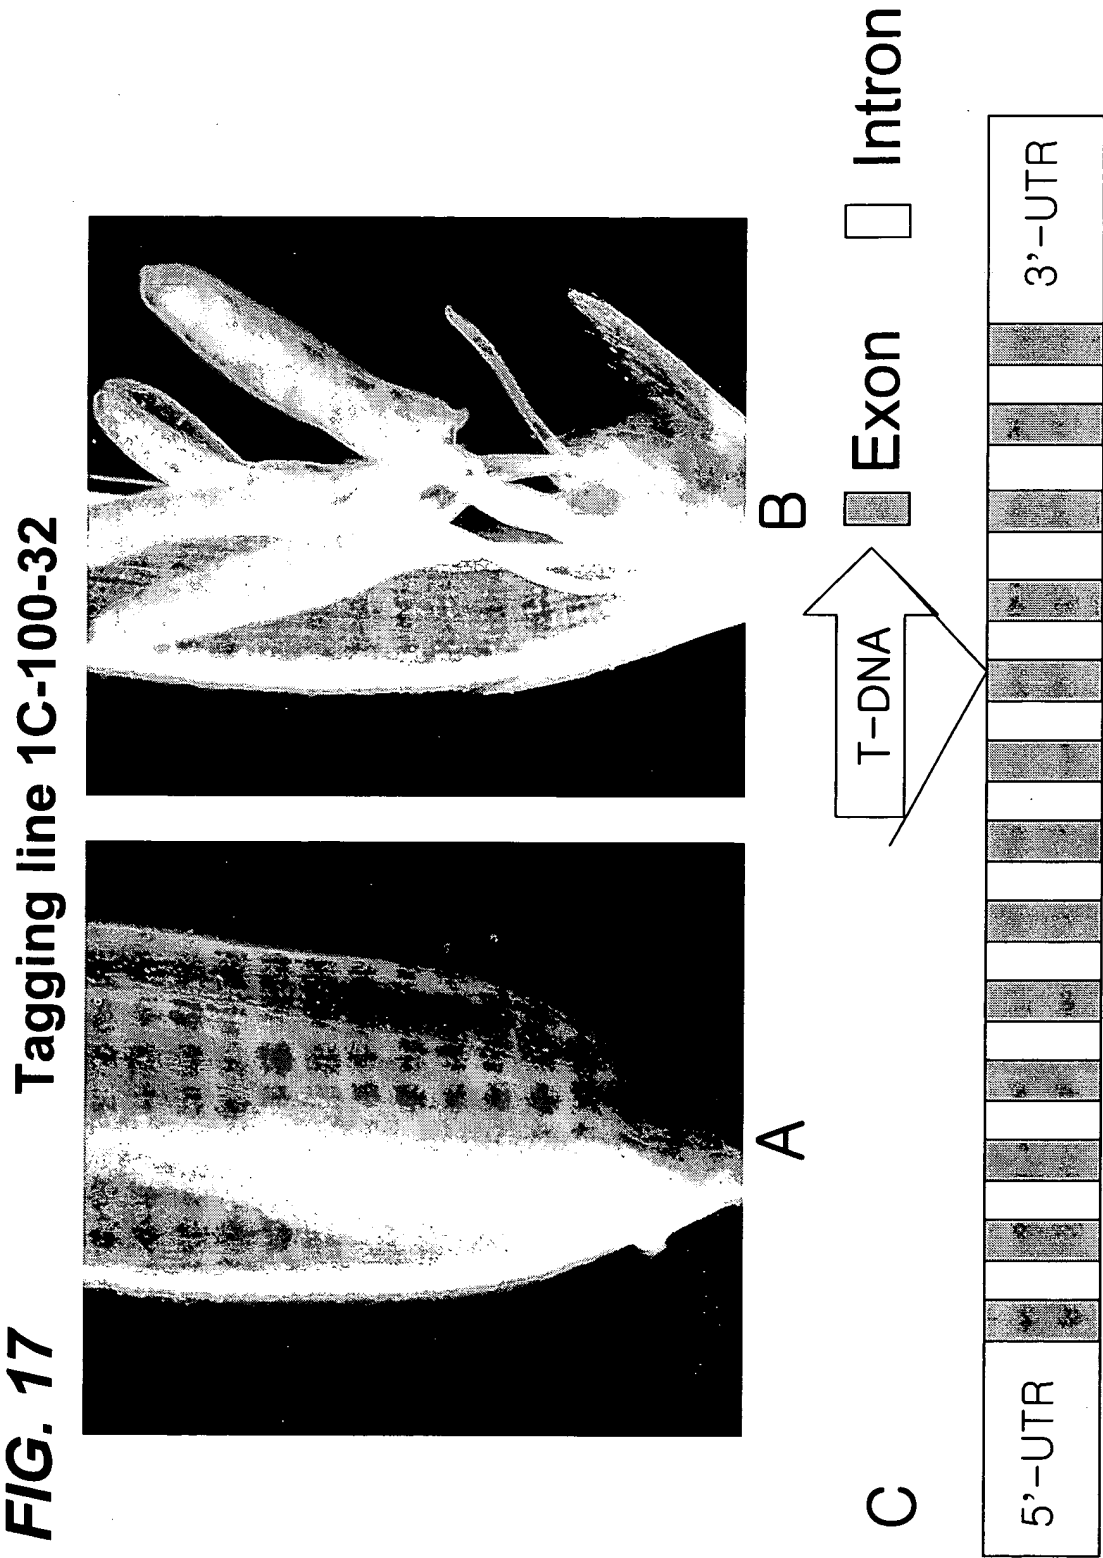 FIG. 17
Tagging line 1C-100-32
A
B
C
T-DNA
Exon
Intron
5’-UTR
3’-UTR